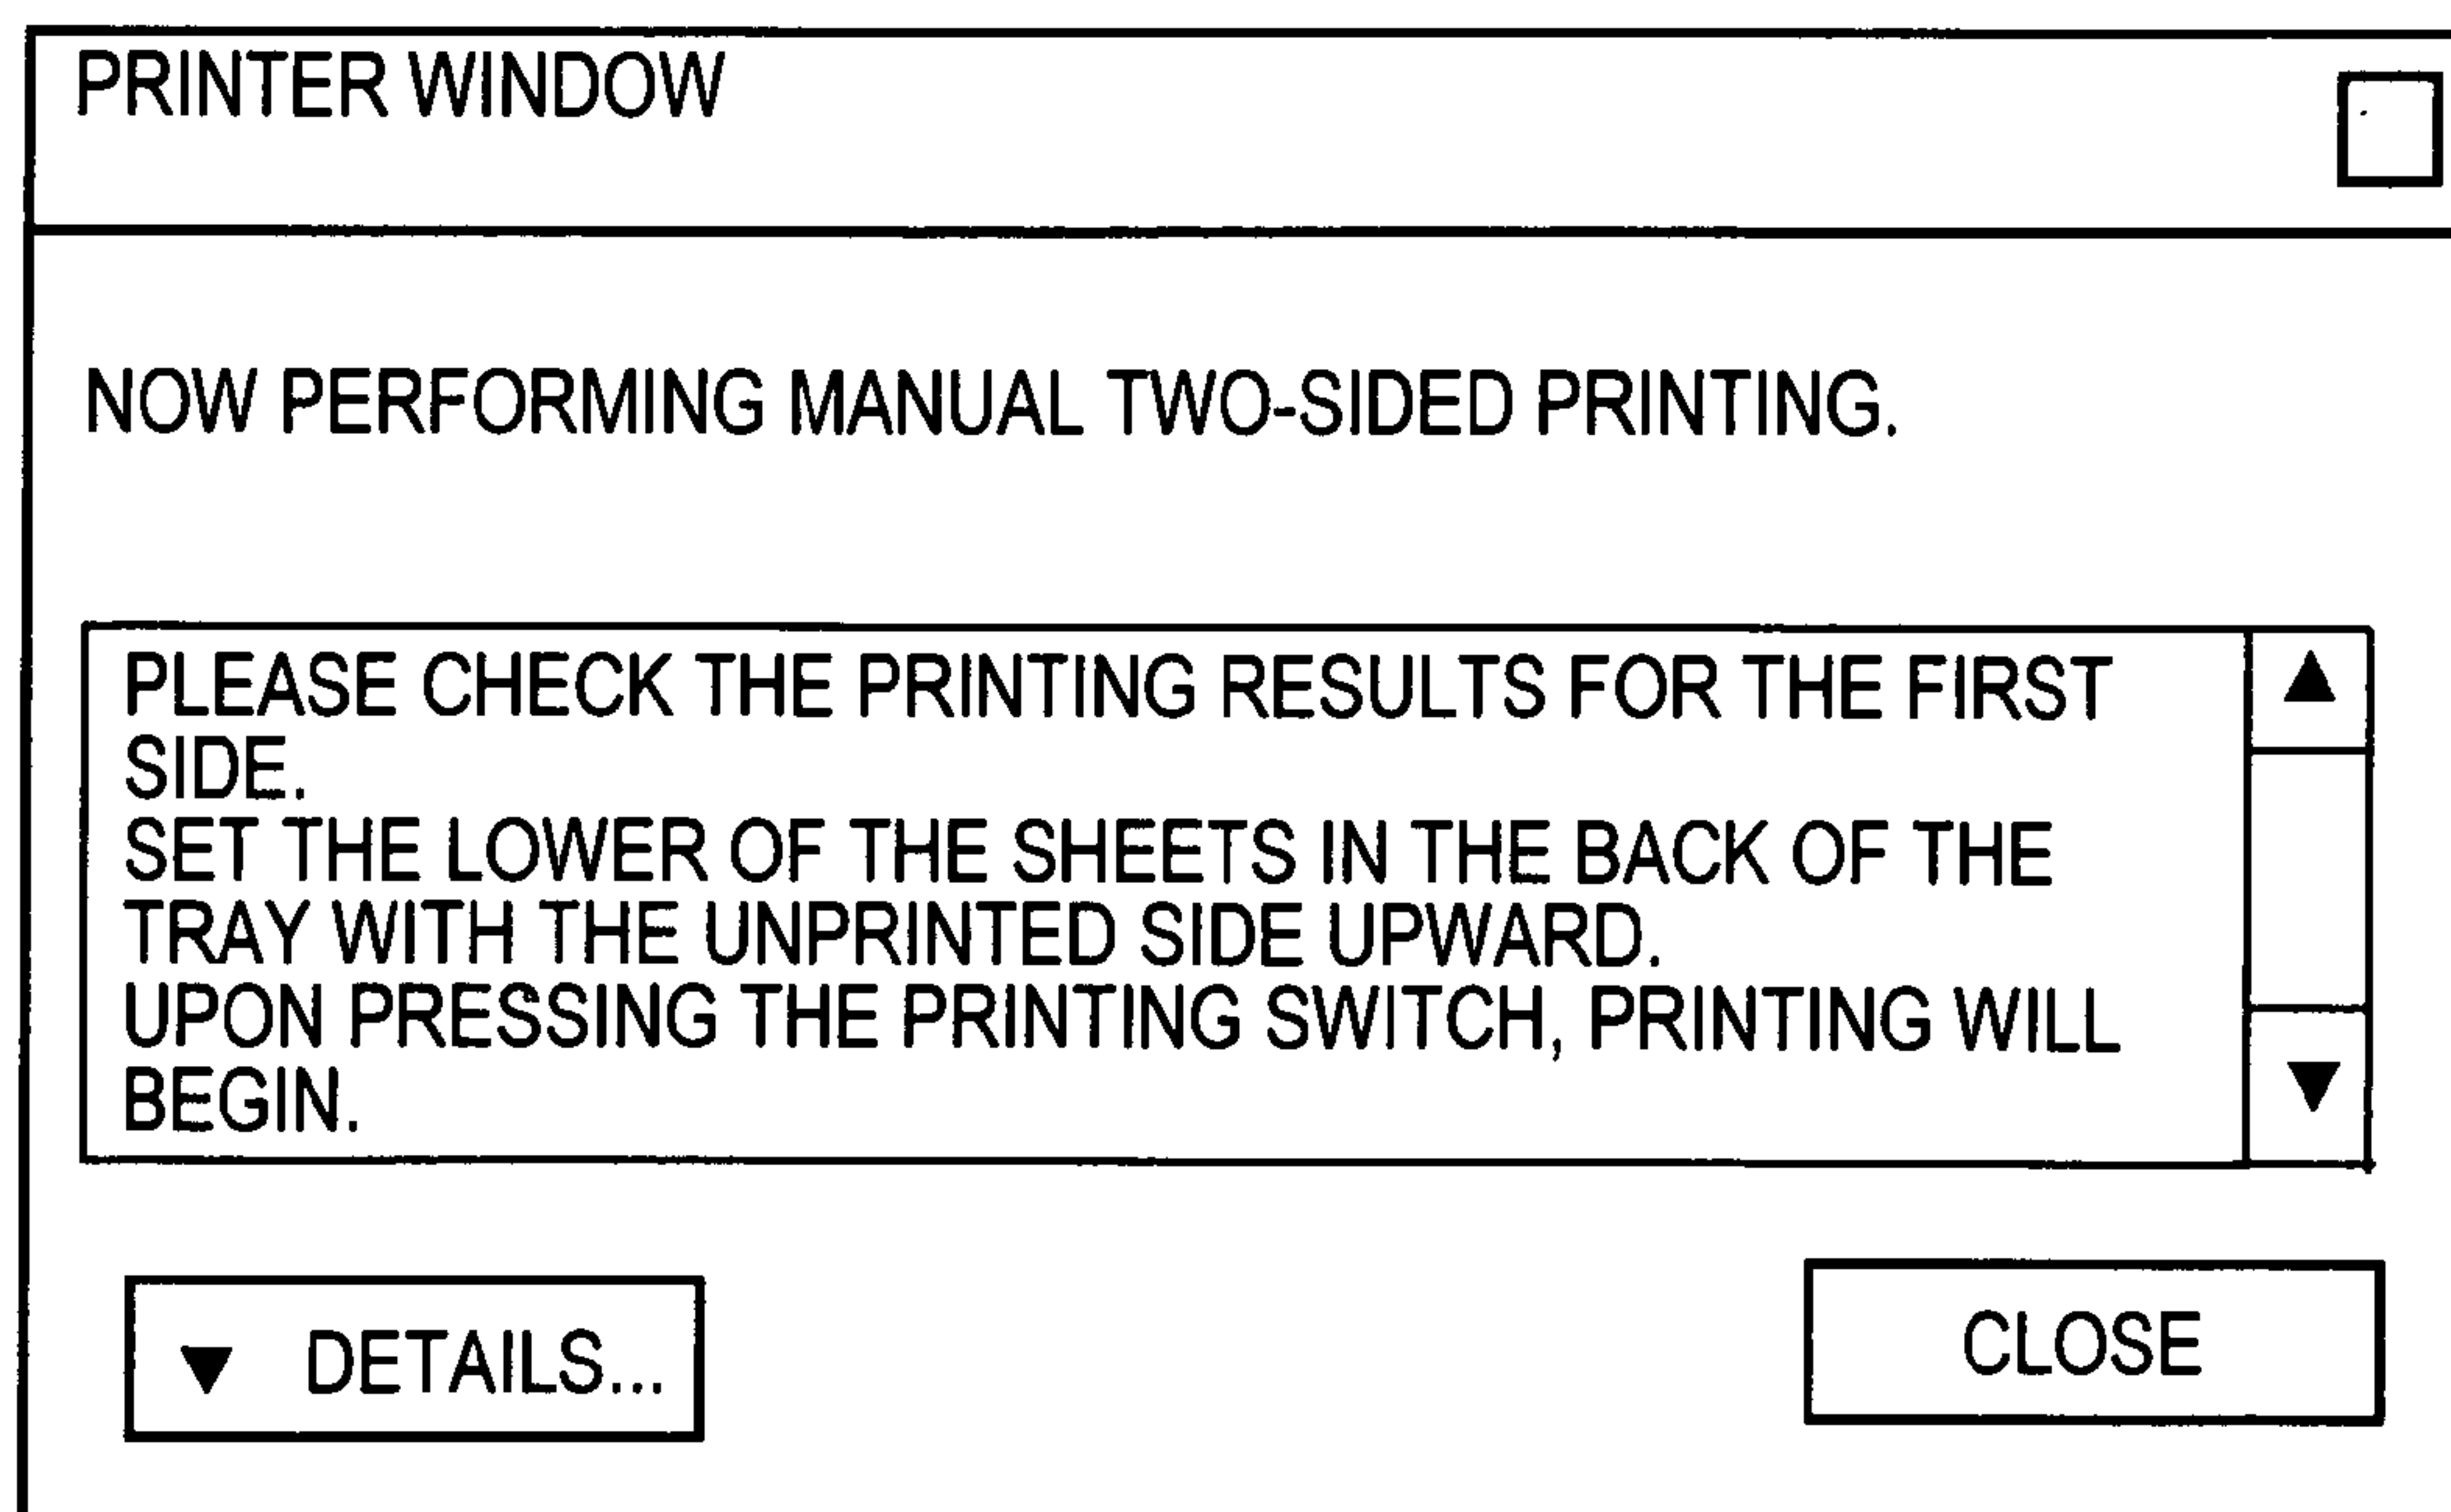 PRINTER WINDOW
NOW PERFORMING MANUAL TWO-SIDED PRINTING.
PLEASE CHECK THE PRINTING RESULTS FOR THE FIRST
SIDE.
SET THE LOWER OF THE SHEETS IN THE BACK OF THE
TRAY WITH THE UNPRINTED SIDE UPWARD.
UPON PRESSING THE PRINTING SWITCH, PRINTING WILL
BEGIN.
▼ DETAILS...
CLOSE